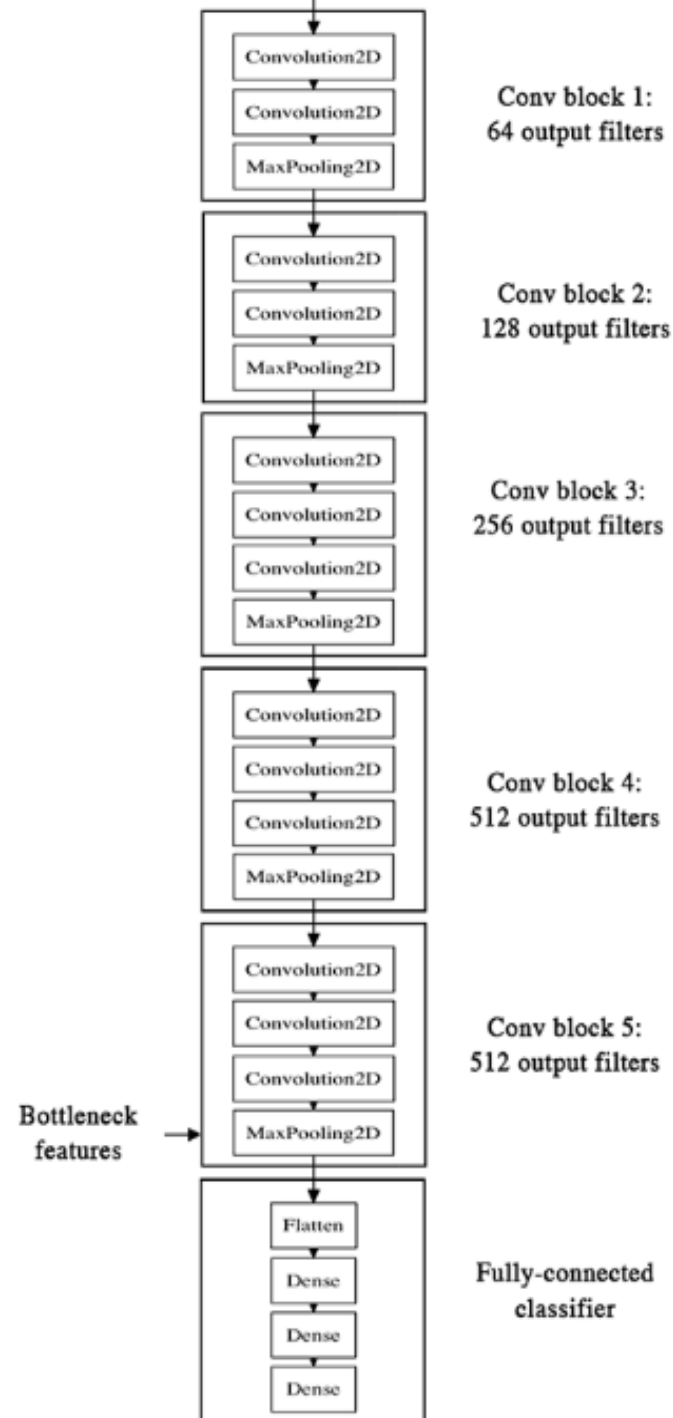 Convolution2D
Convolution2D
MaxPooling2D
Conv block 1:
64 output filters
Convolution2D
Convolution2D
MaxPooling2D
Conv block 2:
128 output filters
Convolution2D
Convolution2D
Convolution2D
MaxPooling2D
Conv block 3:
256 output filters
Convolution2D
Convolution2D
Convolution2D
MaxPooling2D
Conv block 4:
512 output filters
Convolution2D
Convolution2D
Convolution2D
MaxPooling2D
Conv block 5:
512 output filters
Bottleneck
features
Flatten
Dense
Dense
Dense
Fully-connected
classifier